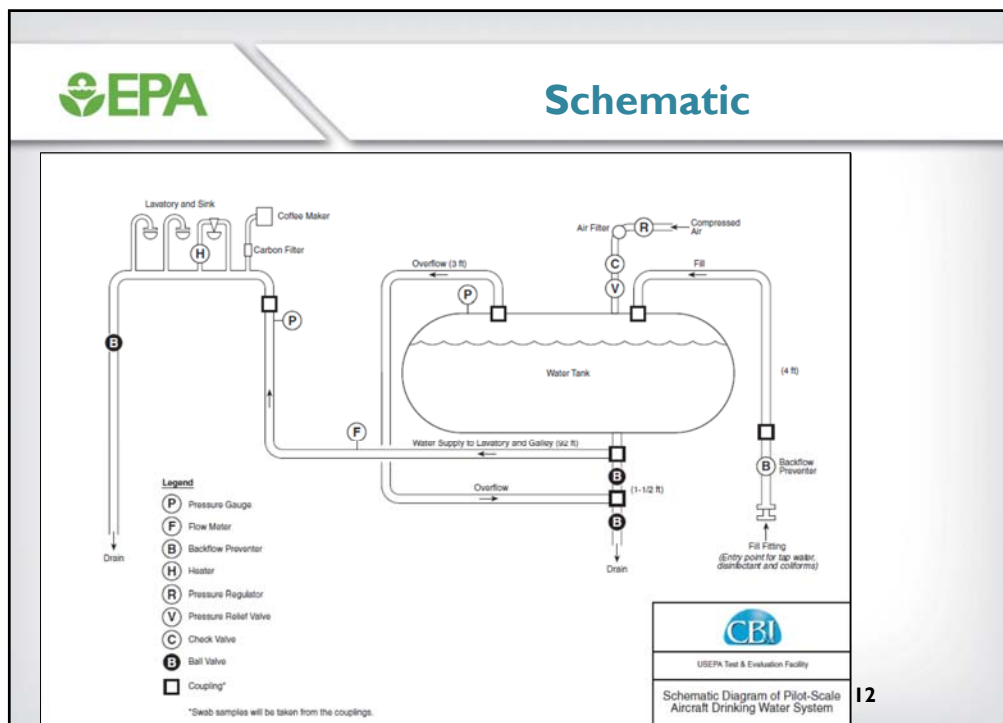 EPA
Schematic
Lavatory and Sink
Coffee Maker
Carbon Filter
H
P
B
Overflow (3 ft)
P
Air Filter
R
Compressed
Air
C
V
Fill
Water Tank
(4 ft)
F
Water Supply to Lavatory and Galley (92 ft)
B
Overflow
(1-1/2 ft)
B
Drain
B
Backflow
Preventer
Fill Fitting
(Entry point for tap water,
disinfectant and coliforms)
Drain
Legend
P Pressure Gauge
F Flow Meter
B Backflow Preventer
H Heater
R Pressure Regulator
V Pressure Relief Valve
C Check Valve
B Ball Valve
Coupling*
*Swab samples will be taken from the couplings.
CBI
USEPA Test & Evaluation Facility
Schematic Diagram of Pilot-Scale
Aircraft Drinking Water System
12